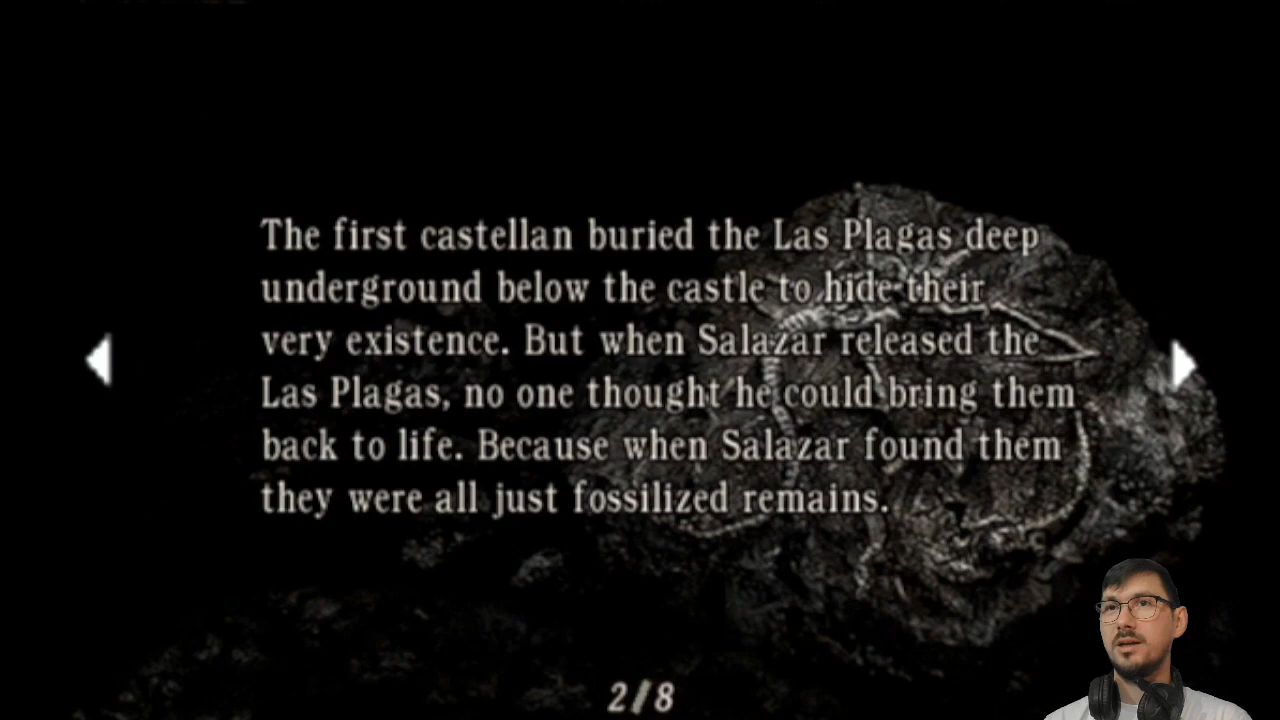 The first castellan buried the Las Plagas deep
underground below the castle to hide their
very existence. But when Salazar released the
Las Plagas, no one thought he could bring them
back to life. Because when Salazar found them
they were all just fossilized remains.
2/8